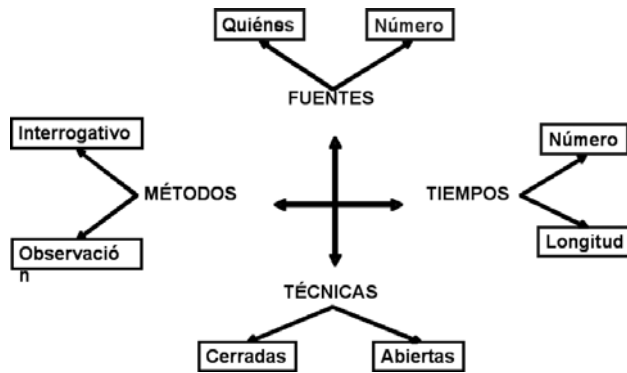 Quiénes
Número
FUENTES
Interrogativo
Número
MÉTODOS
TIEMPOS
Observació
n
Longitud
TÉCNICAS
Cerradas
Abiertas